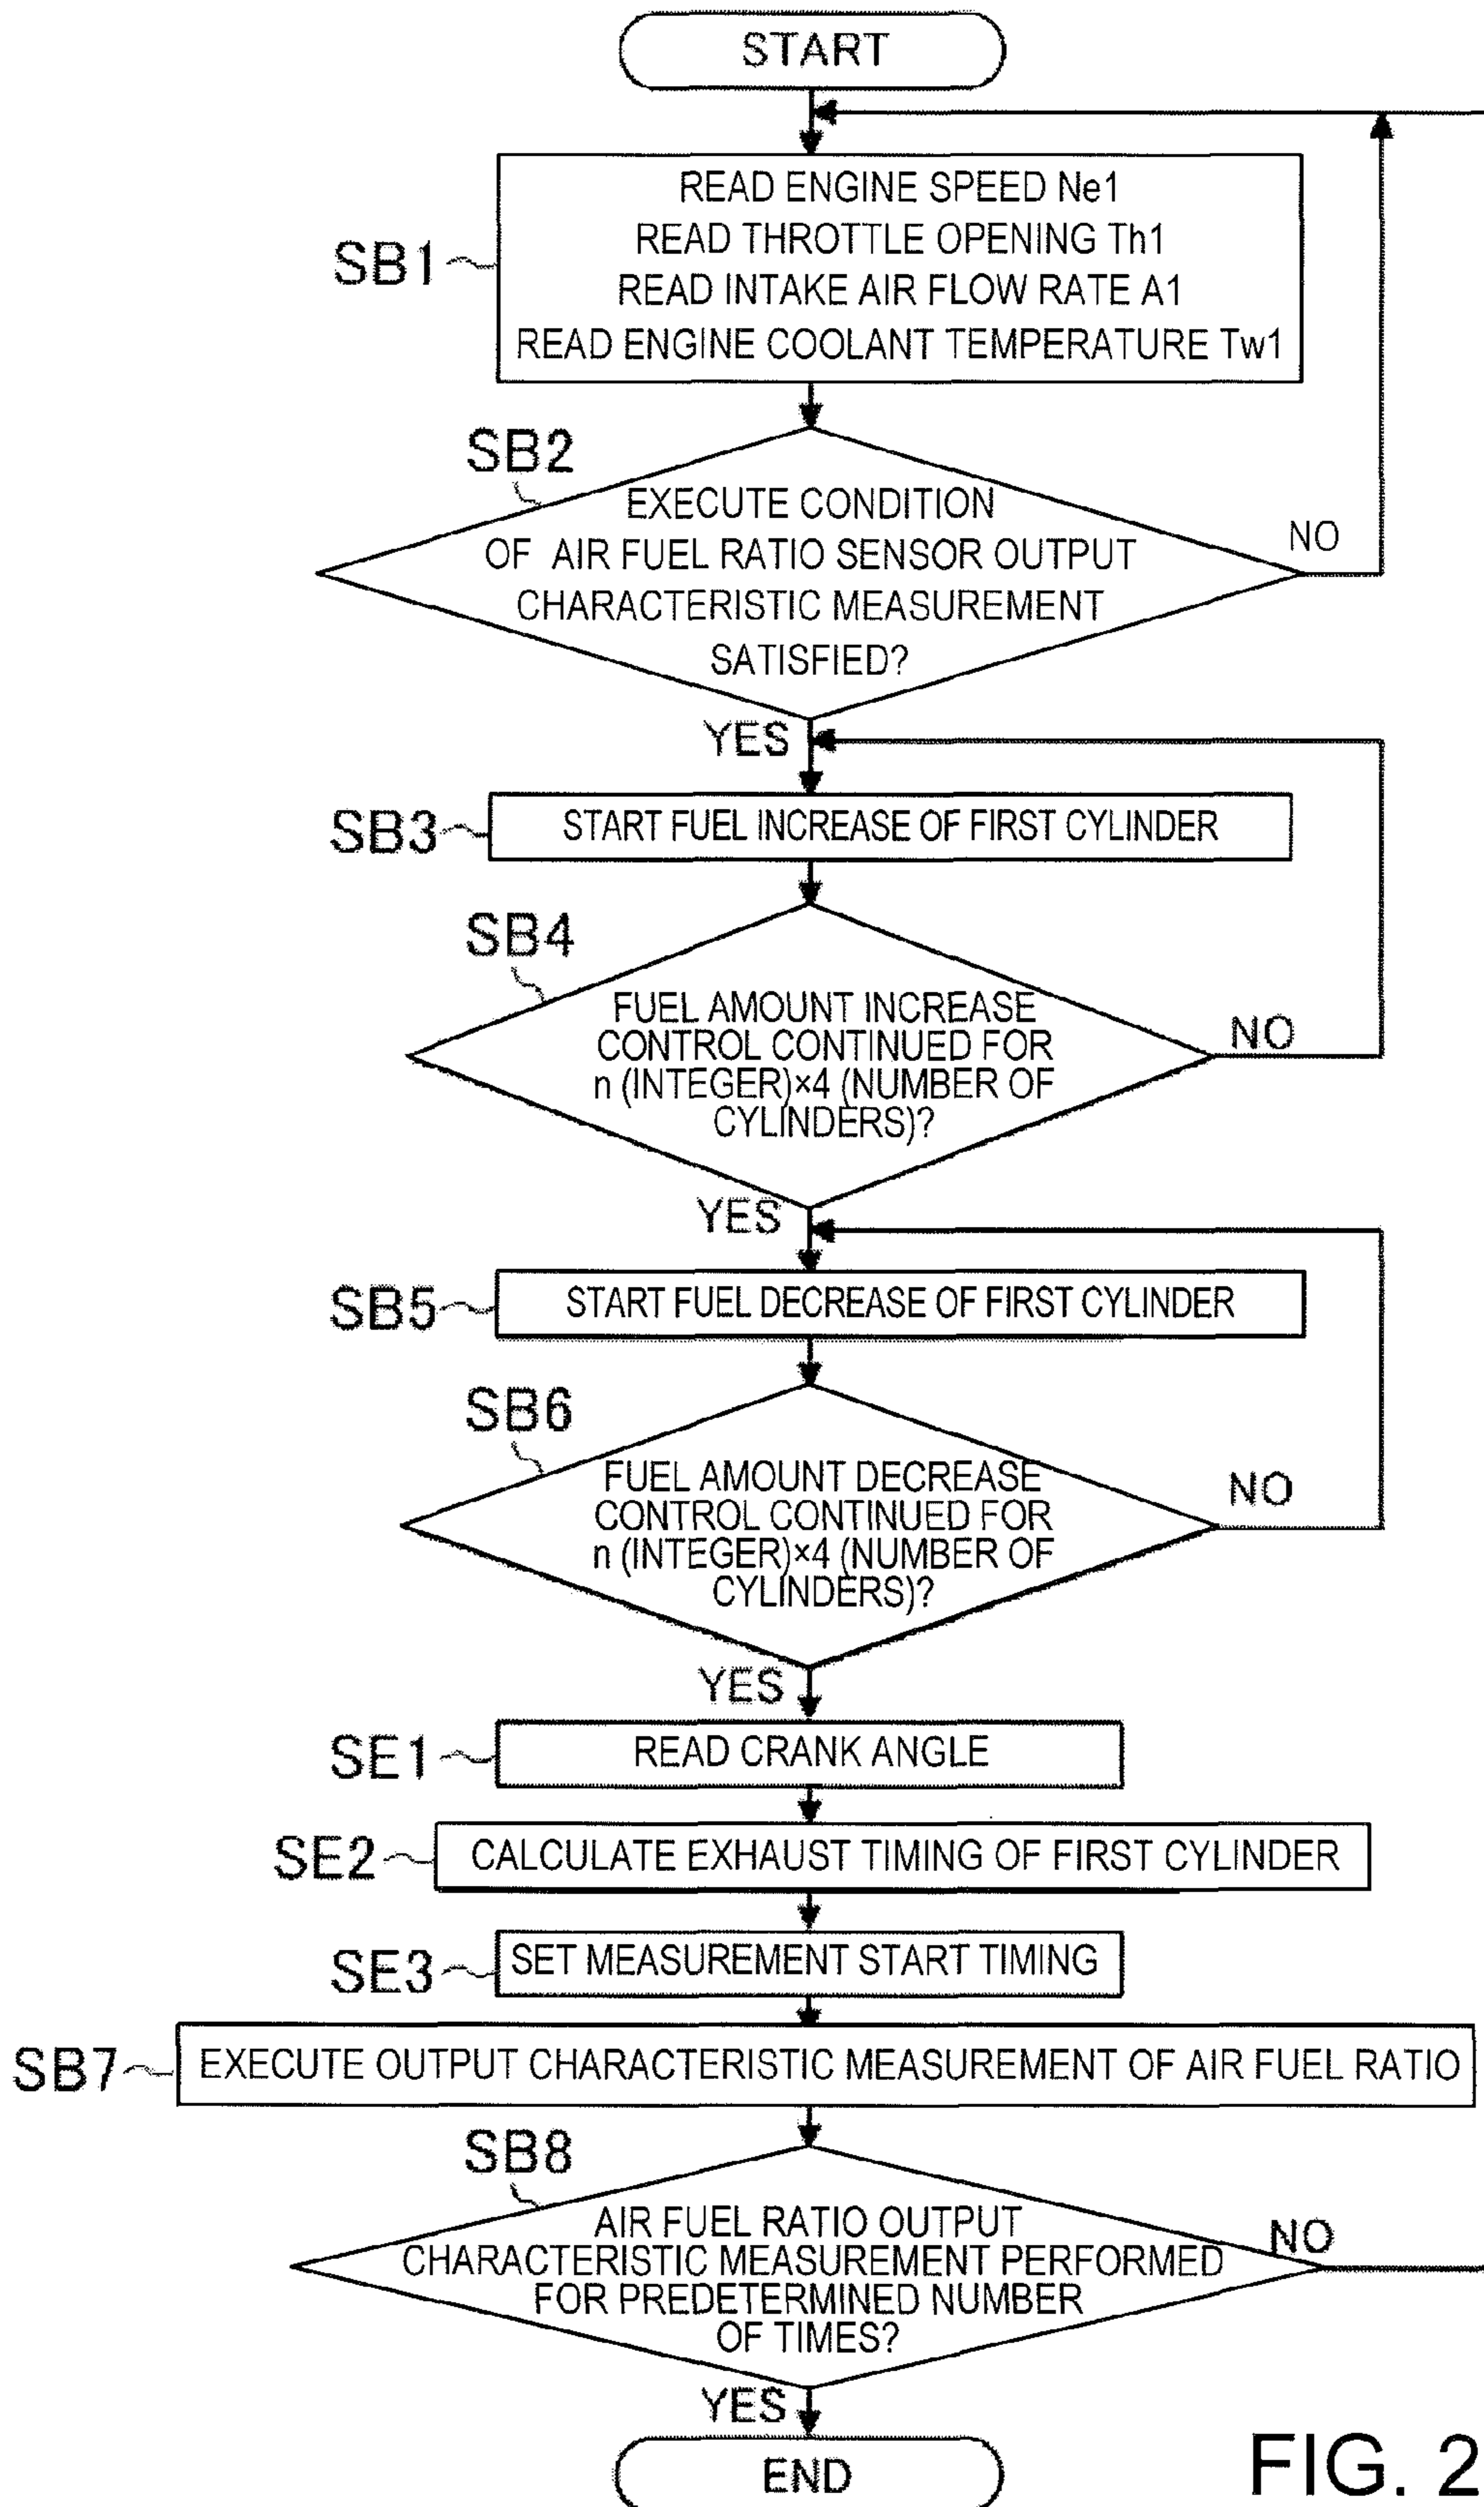 START
READ ENGINE SPEED Ne1
READ THROTTLE OPENING Th1
READ INTAKE AIR FLOW RATE A1
READ ENGINE COOLANT TEMPERATURE Tw1
SB1
SB2
EXECUTE CONDITION
OF AIR FUEL RATIO SENSOR OUTPUT
CHARACTERISTIC MEASUREMENT
SATISFIED?
NO
YES
SB3
START FUEL INCREASE OF FIRST CYLINDER
SB4
FUEL AMOUNT INCREASE
CONTROL CONTINUED FOR
n (INTEGER)×4 (NUMBER OF
CYLINDERS)?
NO
YES
SB5
START FUEL DECREASE OF FIRST CYLINDER
SB6
FUEL AMOUNT DECREASE
CONTROL CONTINUED FOR
n (INTEGER)×4 (NUMBER OF
CYLINDERS)?
NO
YES
SE1
READ CRANK ANGLE
SE2
CALCULATE EXHAUST TIMING OF FIRST CYLINDER
SE3
SET MEASUREMENT START TIMING
SB7
EXECUTE OUTPUT CHARACTERISTIC MEASUREMENT OF AIR FUEL RATIO
SB8
AIR FUEL RATIO OUTPUT
CHARACTERISTIC MEASUREMENT PERFORMED
FOR PREDETERMINED NUMBER
OF TIMES?
NO
YES
END
FIG. 2